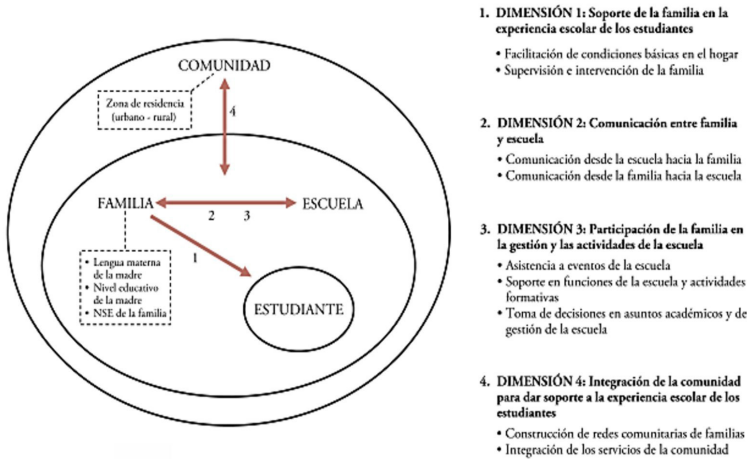 COMUNIDAD
Zona de residencia
(urbano - rural)
4
FAMILIA
2 3
ESCUELA
1
• Lengua materna
de la madre
• Nivel educativo
de la madre
• NSE de la familia
ESTUDIANTE
1. DIMENSIÓN 1: Soporte de la familia en la
experiencia escolar de los estudiantes
• Facilitación de condiciones básicas en el hogar
• Supervisión e intervención de la familia
2. DIMENSIÓN 2: Comunicación entre familia
y escuela
• Comunicación desde la escuela hacia la familia
• Comunicación desde la familia hacia la escuela
3. DIMENSIÓN 3: Participación de la familia en
la gestión y las actividades de la escuela
• Asistencia a eventos de la escuela
• Soporte en funciones de la escuela y actividades
formativas
• Toma de decisiones en asuntos académicos y de
gestión de la escuela
4. DIMENSIÓN 4: Integración de la comunidad
para dar soporte a la experiencia escolar de los
estudiantes
• Construcción de redes comunitarias de familias
• Integración de los servicios de la comunidad